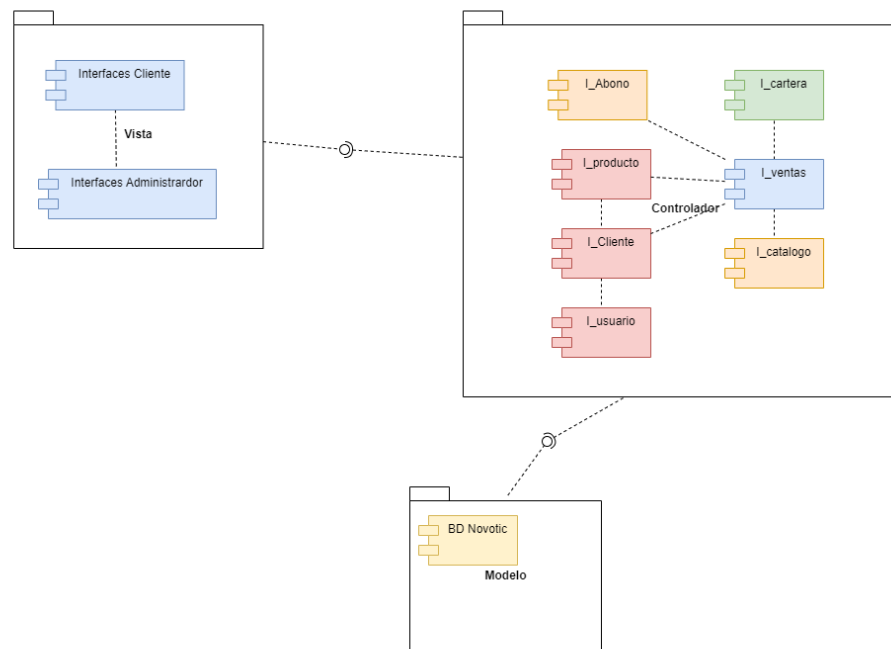 Interfaces Cliente
Vista
Interfaces Administrardor
I_Abono
I_cartera
I_producto
I_ventas
Controlador
I_Cliente
I_catalogo
I_usuario
BD Novotic
Modelo